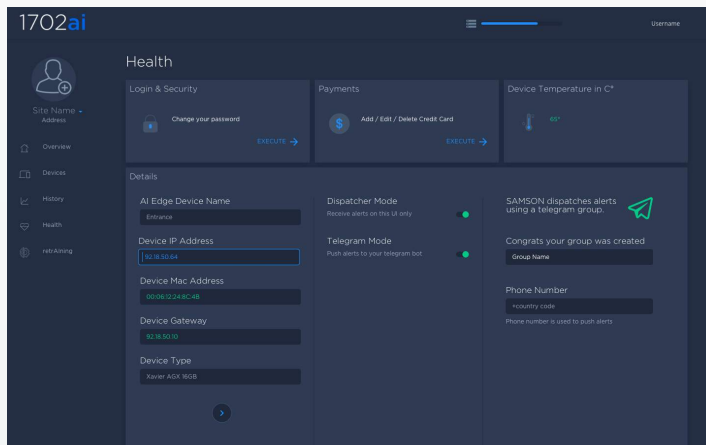 1702ai
Username
Health
Site Name
Address
Overview
Devices
History
Health
retrAining
Login & Security
Change your password
EXECUTE
Payments
Add / Edit / Delete Credit Card
EXECUTE
Device Temperature in C°
60°
Details
AI Edge Device Name
Entrance
Device IP Address
92.18.50.64
Device Mac Address
00:06:12:24:8C:4B
Device Gateway
92.18.50.10
Device Type
Xavier AGX 16GB
Dispatcher Mode
Receive alerts on this UI only
Telegram Mode
Push alerts to your telegram bot
SAMSON dispatches alerts
using a telegram group.
Congrats your group was created
Group Name
Phone Number
+country code
Phone number is used to push alerts